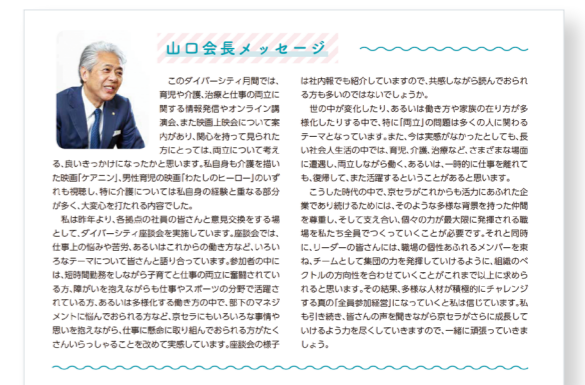 山口会長メッセージ
このダイバーシティ月間では、
育児や介護、治療と仕事の両立に
関する情報発信やオンライン講
演会、また映画上映会について案
内があり、関心を持って見られた
方にとっては、両立について考え
る、良いきっかけになったかと思います。私自身も介護を描い
た映画「ケアニン」、男性育児の映画「わたしのヒーロー」のいず
れも視聴し、特に介護については私自身の経験と重なる部分
が多く、大変心を打たれる内容でした。
私は昨年より、各拠点の社員の皆さんと意見交換をする場
として、ダイバーシティ座談会を実施しています。座談会では、
仕事上の悩みや苦労、あるいはこれからの働き方など、いろい
ろなテーマについて皆さんと語り合っています。参加者の中に
は、短時間勤務をしながら子育てと仕事の両立に奮闘されてい
る方、障がいを抱えながらも仕事やスポーツの分野で活躍さ
れている方、あるいは多様化する働き方の中で、部下のマネジ
メントに悩んでおられる方など、京セラにもいろいろな事情や
思いを抱えながら、仕事に懸命に取り組んでおられる方がたく
さんいらっしゃることを改めて実感しています。座談会の様子
は社内報でも紹介していますので、共感しながら読んでおられ
る方も多いのではないでしょうか。
世の中が変化したり、あるいは働き方や家族の在り方が多
様化したりする中で、特に「両立」の問題は多くの人に関わる
テーマとなっています。また、今は実感がなかったとしても、長
い社会人生活の中では、育児、介護、治療など、さまざまな場面
に遭遇し、両立しながら働く、あるいは、一時的に仕事を離れて
も、復帰して、また活躍するということがあると思います。
こうした時代の中で、京セラがこれからも活力にあふれた企
業であり続けるためには、そのような多様な背景を持った仲間
を尊重し、そして支え合い、個々の力が最大限に発揮される職
場を私たち全員でつくっていくことが必要です。それと同時
に、リーダーの皆さんには、職場の個性あふれるメンバーを束
ね、チームとして集団の力を発揮していけるように、組織のベ
クトルの方向性を合わせていくことがこれまで以上に求めら
れると思います。その結果、多様な人材が積極的にチャレンジ
する真の「全員参加経営」になっていくと私は信じています。私
も引き続き、皆さんの声を聞きながら京セラがさらに成長して
いけるよう力を尽くしていきますので、一緒に頑張っていきま
しょう。